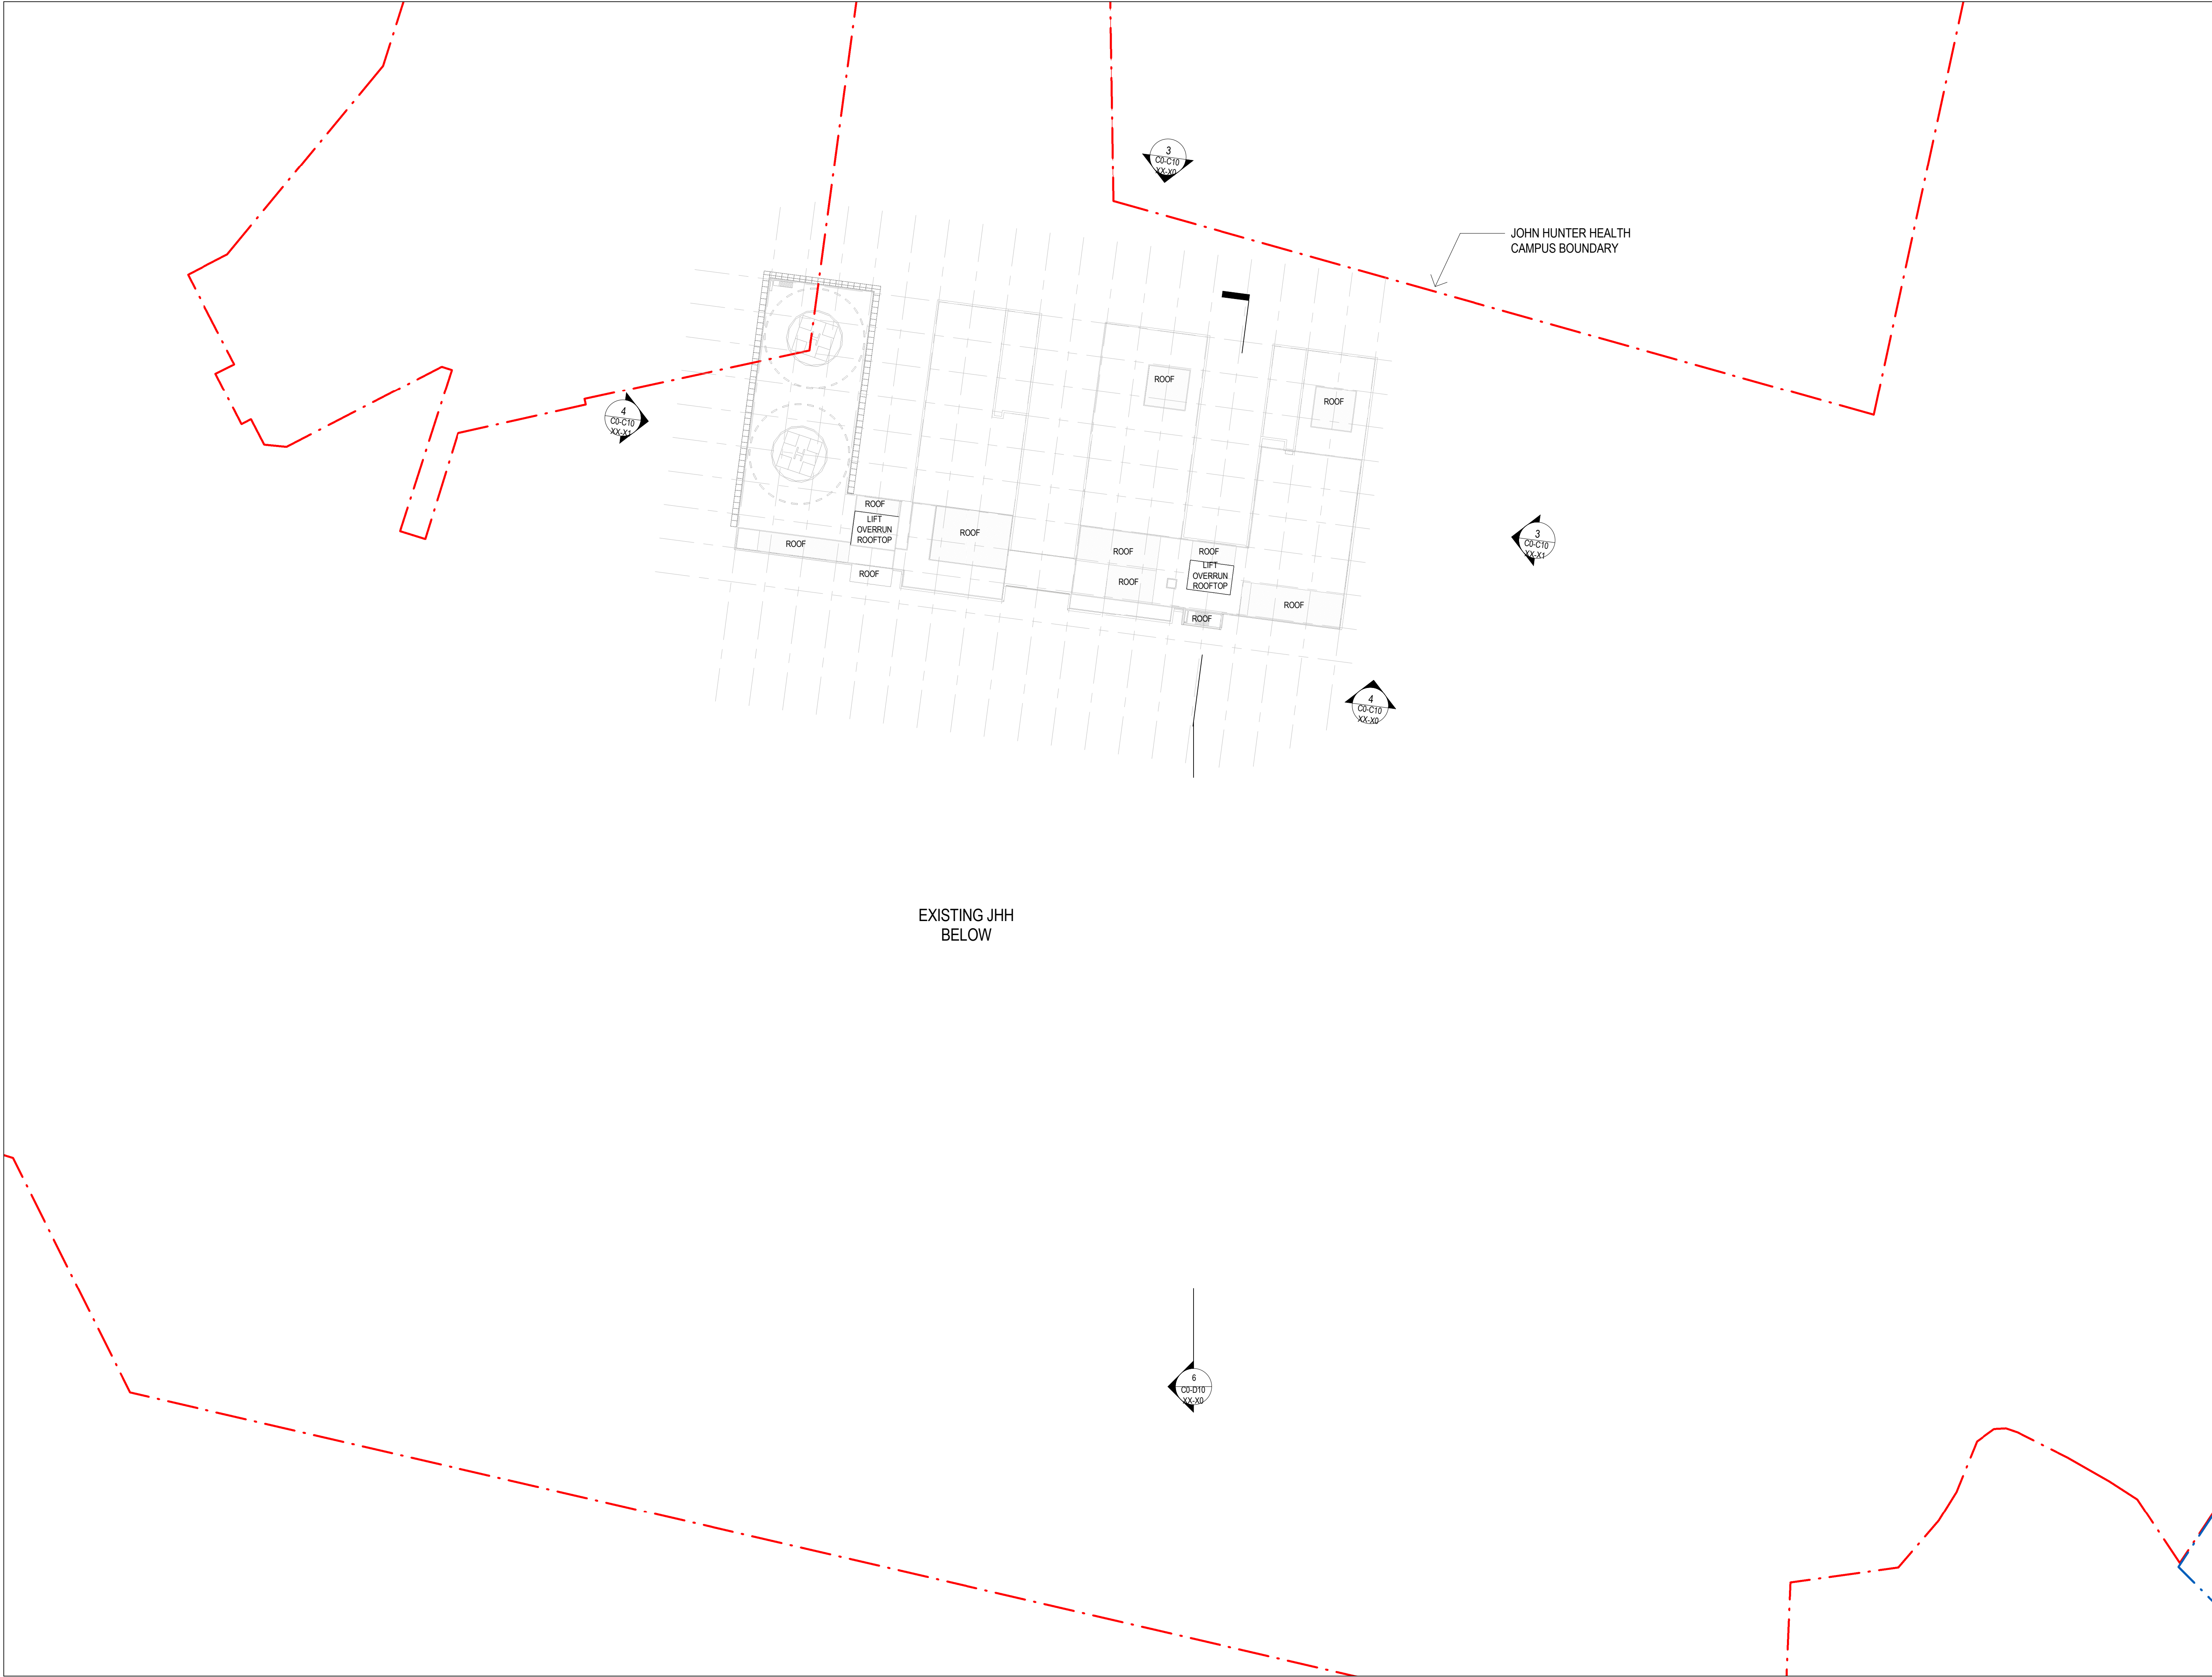 3
C0-C10
XX-X0
JOHN HUNTER HEALTH
CAMPUS BOUNDARY
ROOF
ROOF
4
C0-C10
XX-X1
ROOF
LIFT
OVERRUN
ROOFTOP
ROOF
ROOF
ROOF
ROOF
ROOF
ROOF
LIFT
OVERRUN
ROOFTOP
ROOF
ROOF
3
C0-C10
XX-X1
ROOF
4
C0-C10
XX-X0
EXISTING JHH
BELOW
6
C0-D10
XX-X0